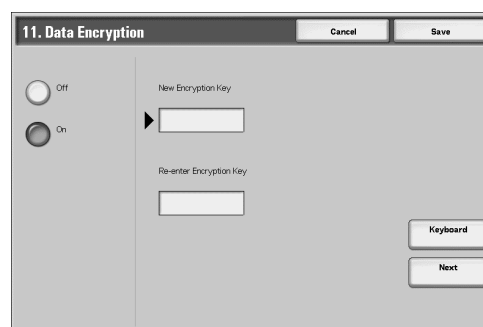 11. Data Encryption
Cancel
Save
Off
New Encryption Key
On
Re-enter Encryption Key
Keyboard
Next